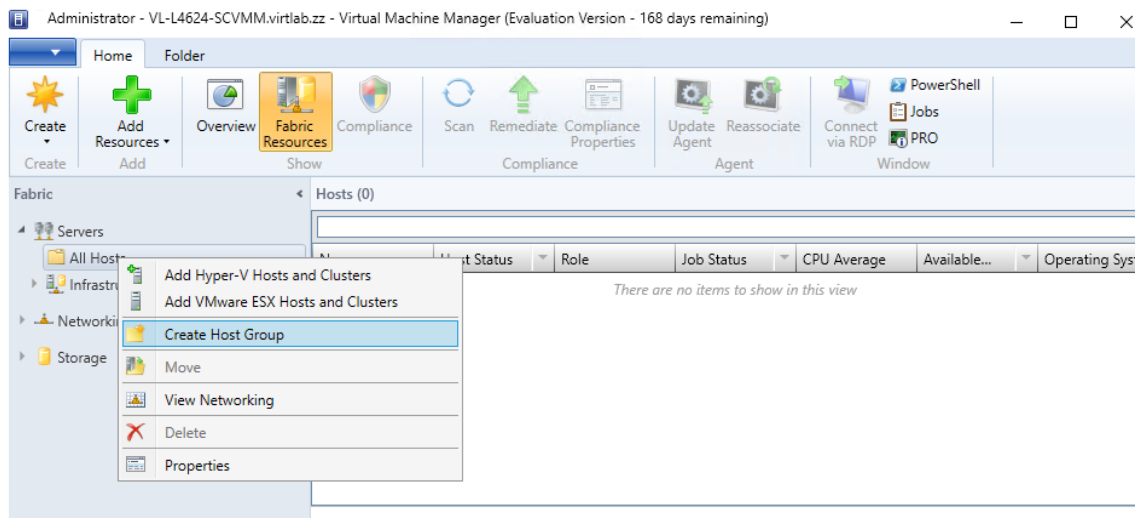 Administrator - VL-L4624-SCVMM.virtlab.zz - Virtual Machine Manager (Evaluation Version - 168 days remaining)
Home Folder
Create Add Resources Overview Fabric Resources Compliance Scan Remediate Compliance Properties Update Agent Reassociate Connect via RDP PowerShell
Jobs
PRO
Create Add Show Compliance Agent Window
Fabric Hosts (0)
Servers
All Hosts Status Role Job Status CPU Average Available... Operating Sys
There are no items to show in this view
Networki
Storage
Add Hyper-V Hosts and Clusters
Add VMware ESX Hosts and Clusters
Create Host Group
Move
View Networking
Delete
Properties